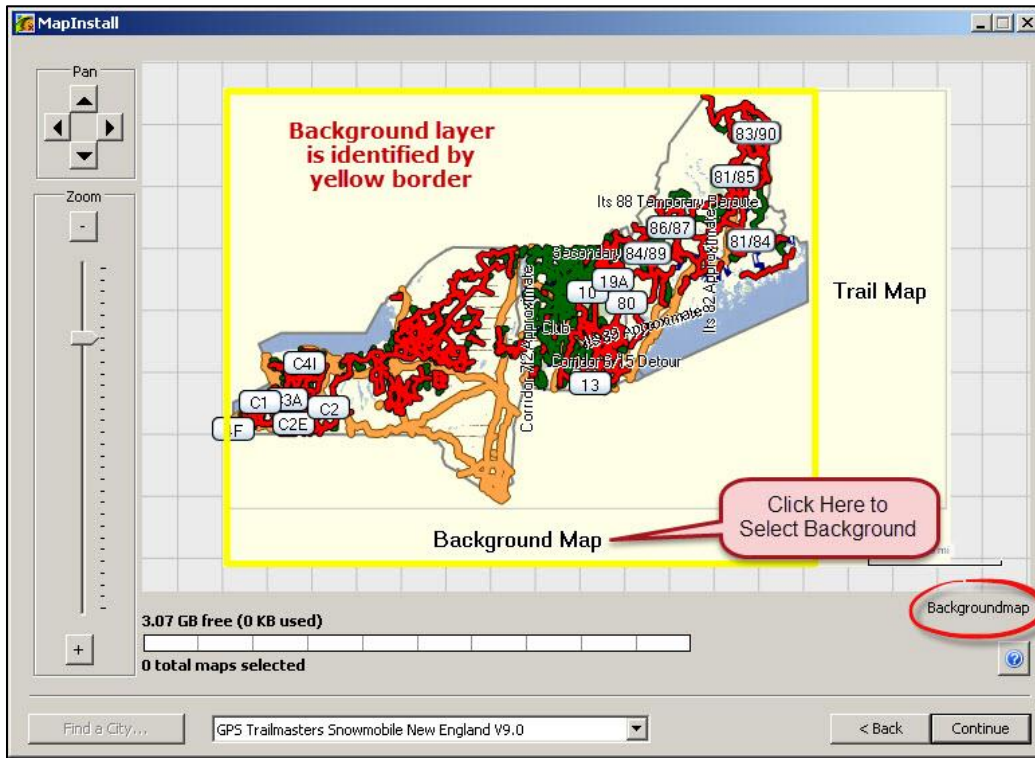 MapInstall
Pan
Zoom
-
+
Background layer
is identified by
yellow border
83/90
81/85
Its 88 Temporary Reroute
86/87
81/84
Secondary
84/89
19A
10
80
Its 82 Approximate
Club
Its 89 Approximate
Corridor 7/2 Approximate
Corridor 8/15 Detour
13
C4I
C1
C3A
C2
C2E
Trail Map
Background Map
Click Here to
Select Background
mi
Backgroundmap
3.07 GB free (0 KB used)
0 total maps selected
Find a City...
GPS Trailmasters Snowmobile New England V9.0
< Back
Continue